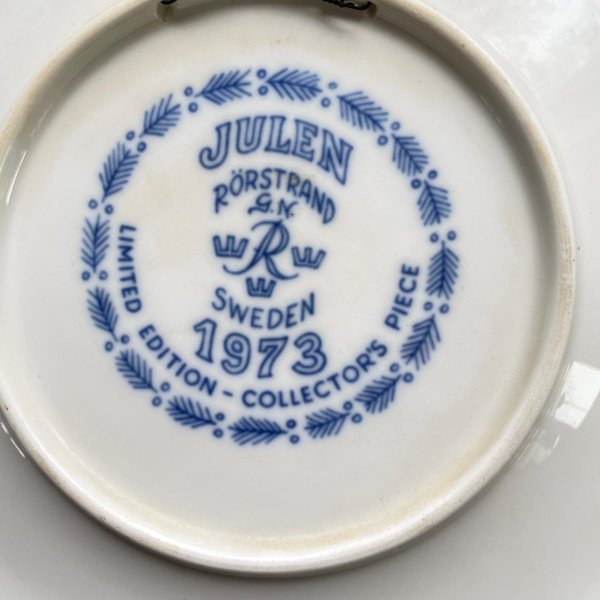 JULEN
RÖRSTRAND
G.N.
R
SWEDEN
1973
LIMITED EDITION - COLLECTOR'S PIECE